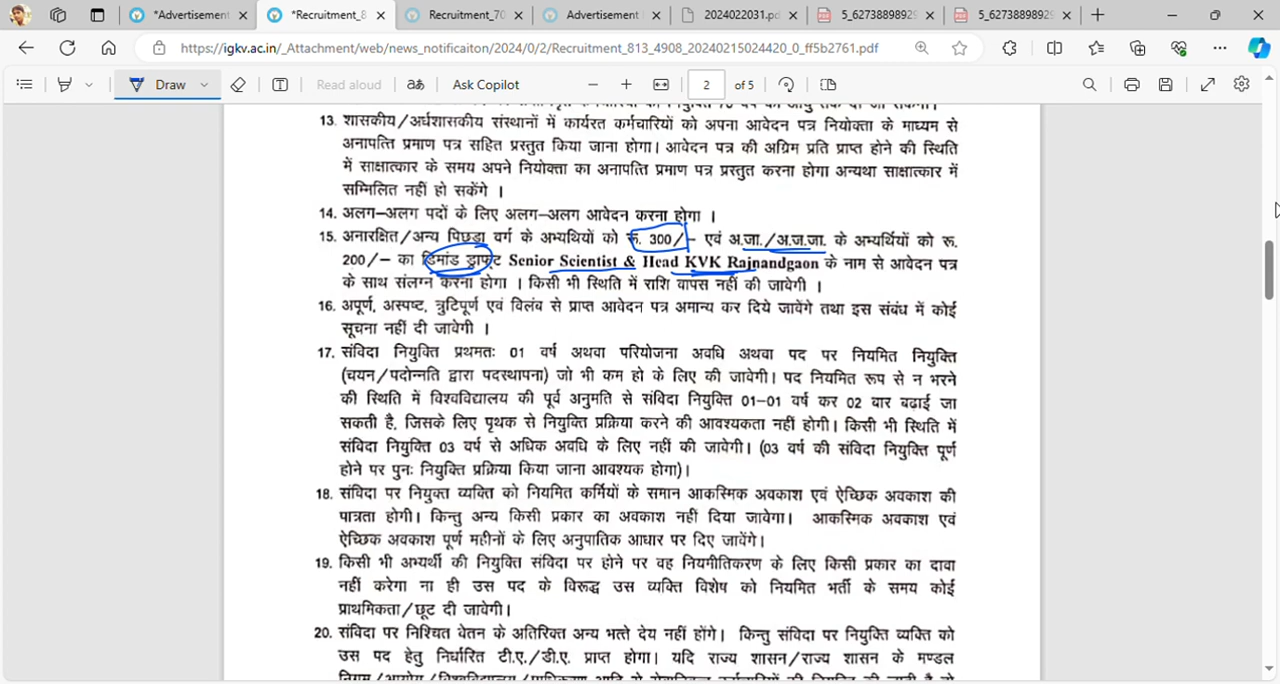 *Advertisement
*Recruitment_8
Recruitment_70
Advertisement
2024022031.pd
5_62738898929
5_62738898929
https://igkv.ac.in/_Attachment/web/news_notificaiton/2024/0/2/Recruitment_813_4908_20240215024420_0_ff5b2761.pdf
Draw
Read aloud
aあ
Ask Copilot
2 of 5
13. शासकीय/अर्धशासकीय संस्थानों में कार्यरत कर्मचारियों को अपना आवेदन पत्र नियोक्ता के माध्यम से
अनापत्ति प्रमाण पत्र सहित प्रस्तुत किया जाना होगा। आवेदन पत्र की अग्रिम प्रति प्राप्त होने की स्थिति
में साक्षात्कार के समय अपने नियोक्ता का अनापत्ति प्रमाण पत्र प्रस्तुत करना होगा अन्यथा साक्षात्कार में
सम्मिलित नहीं हो सकेंगे ।
14. अलग–अलग पदों के लिए अलग–अलग आवेदन करना होगा ।
15. अनारक्षित/अन्य पिछड़ा वर्ग के अभ्यथियों को रू. 300/– एवं अ.जा./अ.ज.जा. के अभ्यर्थियों को रू.
200/– का डिमांड ड्राफ्ट Senior Scientist & Head KVK Rajnandgaon के नाम से आवेदन पत्र
के साथ संलग्न करना होगा । किसी भी स्थिति में राशि वापस नहीं की जावेगी ।
16. अपूर्ण, अस्पष्ट, त्रुटिपूर्ण एवं विलंब से प्राप्त आवेदन पत्र अमान्य कर दिये जावेंगे तथा इस संबंध में कोई
सूचना नहीं दी जावेगी ।
17. संविदा नियुक्ति प्रथमतः 01 वर्ष अथवा परियोजना अवधि अथवा पद पर नियमित नियुक्ति
(चयन/पदोन्नति द्वारा पदस्थापना) जो भी कम हो के लिए की जावेगी। पद नियमित रूप से न भरने
की स्थिति में विश्वविद्यालय की पूर्व अनुमति से संविदा नियुक्ति 01–01 वर्ष कर 02 बार बढ़ाई जा
सकती है, जिसके लिए पृथक से नियुक्ति प्रक्रिया करने की आवश्यकता नहीं होगी। किसी भी स्थिति में
संविदा नियुक्ति 03 वर्ष से अधिक अवधि के लिए नहीं की जावेगी। (03 वर्ष की संविदा नियुक्ति पूर्ण
होने पर पुनः नियुक्ति प्रक्रिया किया जाना आवश्यक होगा)।
18. संविदा पर नियुक्त व्यक्ति को नियमित कर्मियों के समान आकस्मिक अवकाश एवं ऐच्छिक अवकाश की
पात्रता होगी। किन्तु अन्य किसी प्रकार का अवकाश नहीं दिया जावेगा। आकस्मिक अवकाश एवं
ऐच्छिक अवकाश पूर्ण महीनों के लिए अनुपातिक आधार पर दिए जावेंगे।
19. किसी भी अभ्यर्थी की नियुक्ति संविदा पर होने पर वह नियमीतिकरण के लिए किसी प्रकार का दावा
नहीं करेगा ना ही उस पद के विरूद्ध उस व्यक्ति विशेष को नियमित भर्ती के समय कोई
प्राथमिकता/छूट दी जावेगी।
20. संविदा पर निश्चित वेतन के अतिरिक्त अन्य भत्ते देय नहीं होंगे। किन्तु संविदा पर नियुक्ति व्यक्ति को
उस पद हेतु निर्धारित टी.ए./डी.ए. प्राप्त होगा। यदि राज्य शासन/राज्य शासन के मण्डल